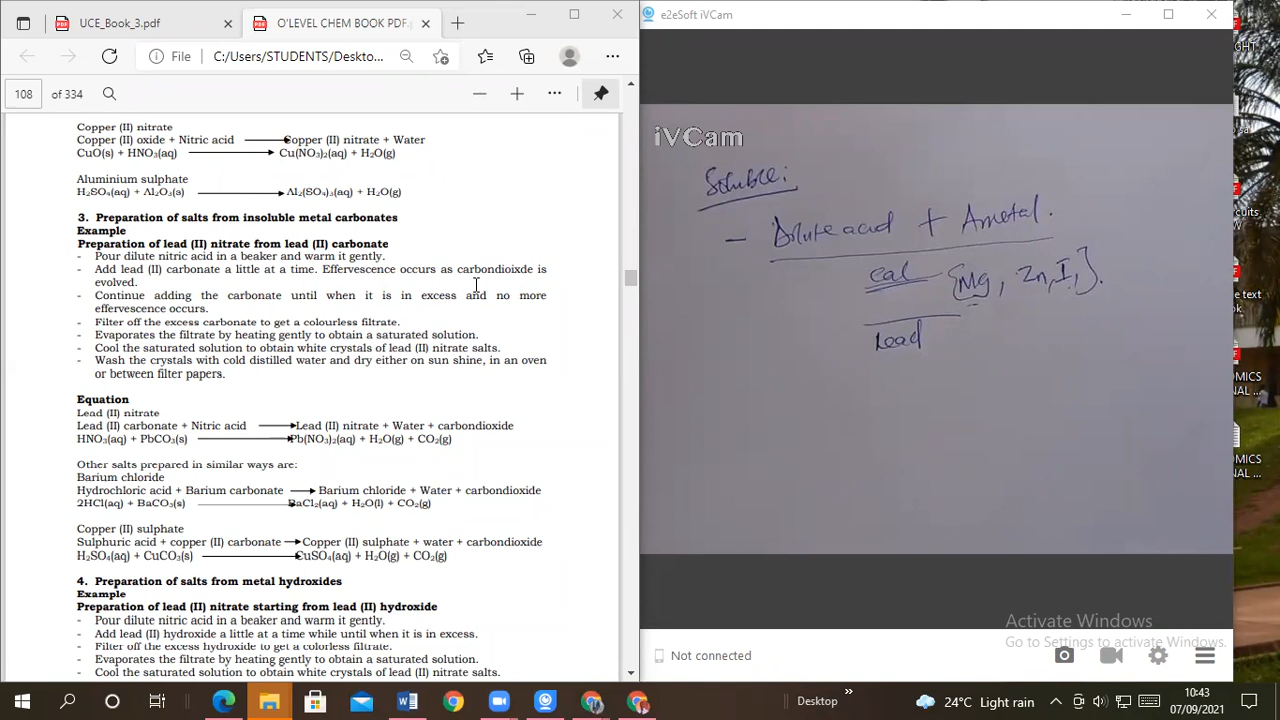 UCE_Book_3.pdf
O'LEVEL CHEM BOOK PDF.
File
C:/Users/STUDENTS/Deskto...
108 of 334
Copper (II) nitrate
Copper (II) oxide + Nitric acid → Copper (II) nitrate + Water
CuO(s) + HNO₃(aq) → Cu(NO₃)₂(aq) + H₂O(g)
Aluminium sulphate
H₂SO₄(aq) + Al₂O₃(s) → Al₂(SO₄)₃(aq) + H₂O(g)
3. Preparation of salts from insoluble metal carbonates
Example
Preparation of lead (II) nitrate from lead (II) carbonate
- Pour dilute nitric acid in a beaker and warm it gently.
- Add lead (II) carbonate a little at a time. Effervescence occurs as carbondioixde is
evolved.
- Continue adding the carbonate until when it is in excess and no more
effervescence occurs.
- Filter off the excess carbonate to get a colourless filtrate.
- Evaporates the filtrate by heating gently to obtain a saturated solution.
- Cool the saturated solution to obtain white crystals of lead (II) nitrate salts.
- Wash the crystals with cold distilled water and dry either on sun shine, in an oven
or between filter papers.
Equation
Lead (II) nitrate
Lead (II) carbonate + Nitric acid → Lead (II) nitrate + Water + carbondioxide
HNO₃(aq) + PbCO₃(s) → Pb(NO₃)₂(aq) + H₂O(g) + CO₂(g)
Other salts prepared in similar ways are:
Barium chloride
Hydrochloric acid + Barium carbonate → Barium chloride + Water + carbondioxide
2HCl(aq) + BaCO₃(s) → BaCl₂(aq) + H₂O(l) + CO₂(g)
Copper (II) sulphate
Sulphuric acid + copper (II) carbonate → Copper (II) sulphate + water + carbondioxide
H₂SO₄(aq) + CuCO₃(s) → CuSO₄(aq) + H₂O(g) + CO₂(g)
4. Preparation of salts from metal hydroxides
Example
Preparation of lead (II) nitrate starting from lead (II) hydroxide
- Pour dilute nitric acid in a beaker and warm it gently.
- Add lead (II) hydroxide a little at a time while until when it is in excess.
- Filter off the excess hydroxide to get a colorless filtrate.
- Evaporates the filtrate by heating gently to obtain a saturated solution.
- Cool the saturated solution to obtain white crystals of lead (II) nitrate salts.
e2eSoft iVCam
iVCam
Soluble:
- Dilute acid + A metal.
cal {Mg, Zn, I,}.
Lead
Activate Windows
Go to Settings to activate Windows.
Not connected
Desktop
24°C Light rain
10:43
07/09/2021